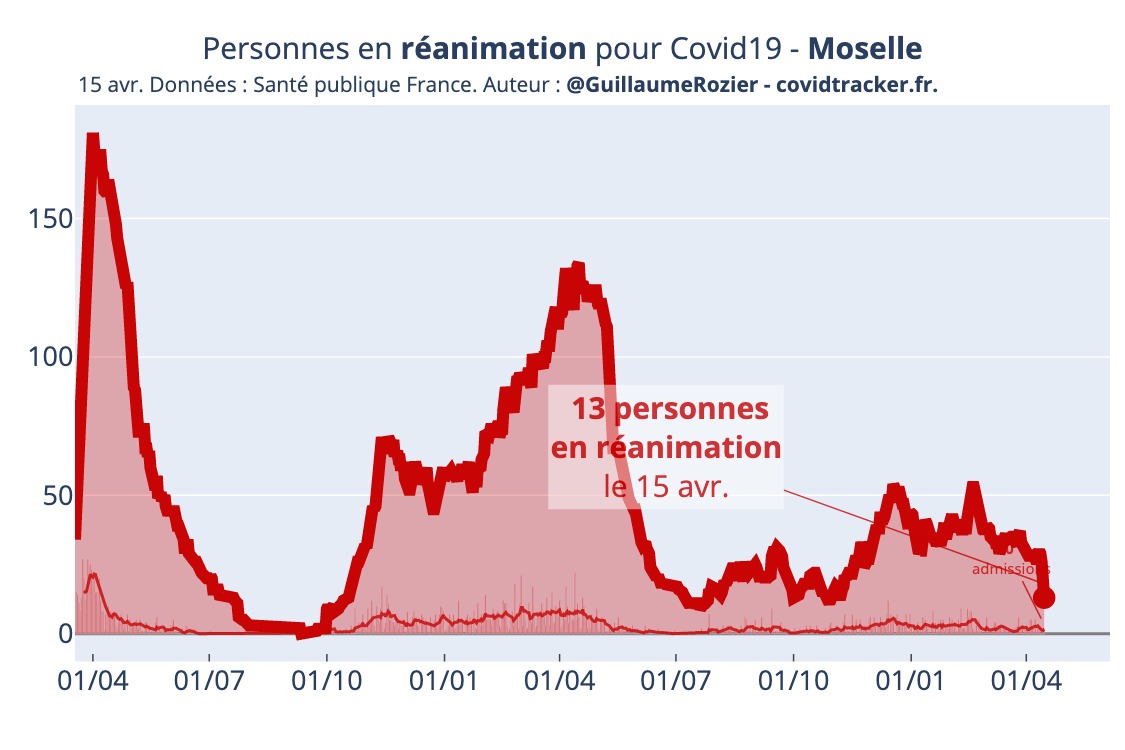 Personnes en réanimation pour Covid19 - Moselle
15 avr. Données : Santé publique France. Auteur : @GuillaumeRozier - covidtracker.fr.
150
100
50
0
13 personnes
en réanimation
le 15 avr.
0
admissions
01/04 01/07 01/10 01/01 01/04 01/07 01/10 01/01 01/04